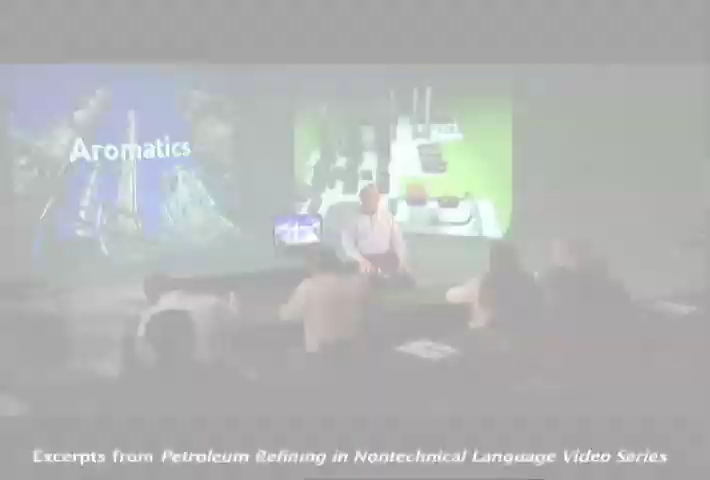 Aromatics
Excerpts from Petroleum Refining in Nontechnical Language Video Series